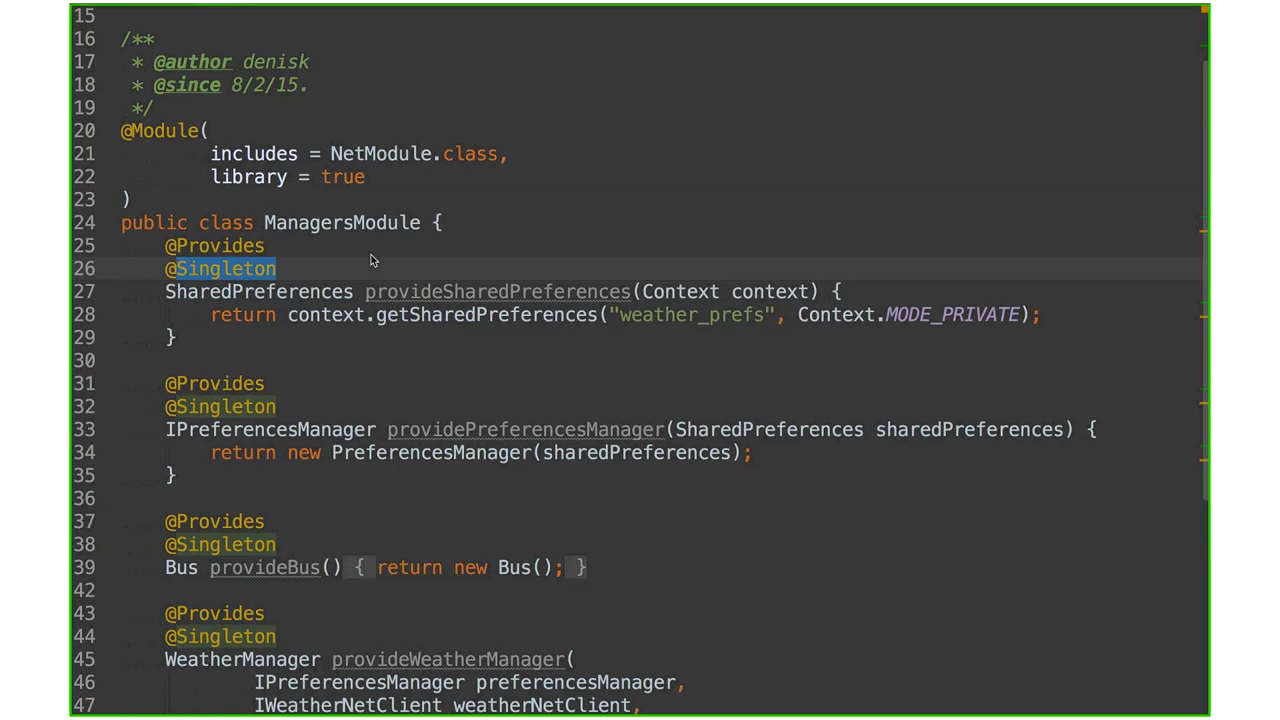 15
16 /**
17  * @author denisk
18  * @since 8/2/15.
19  */
20 @Module(
21         includes = NetModule.class,
22         library = true
23 )
24 public class ManagersModule {
25     @Provides
26     @Singleton
27     SharedPreferences provideSharedPreferences(Context context) {
28         return context.getSharedPreferences("weather_prefs", Context.MODE_PRIVATE);
29     }
30
31     @Provides
32     @Singleton
33     IPreferencesManager providePreferencesManager(SharedPreferences sharedPreferences) {
34         return new PreferencesManager(sharedPreferences);
35     }
36
37     @Provides
38     @Singleton
39     Bus provideBus() { return new Bus(); }
42
43     @Provides
44     @Singleton
45     WeatherManager provideWeatherManager(
46             IPreferencesManager preferencesManager,
47             IWeatherNetClient weatherNetClient,